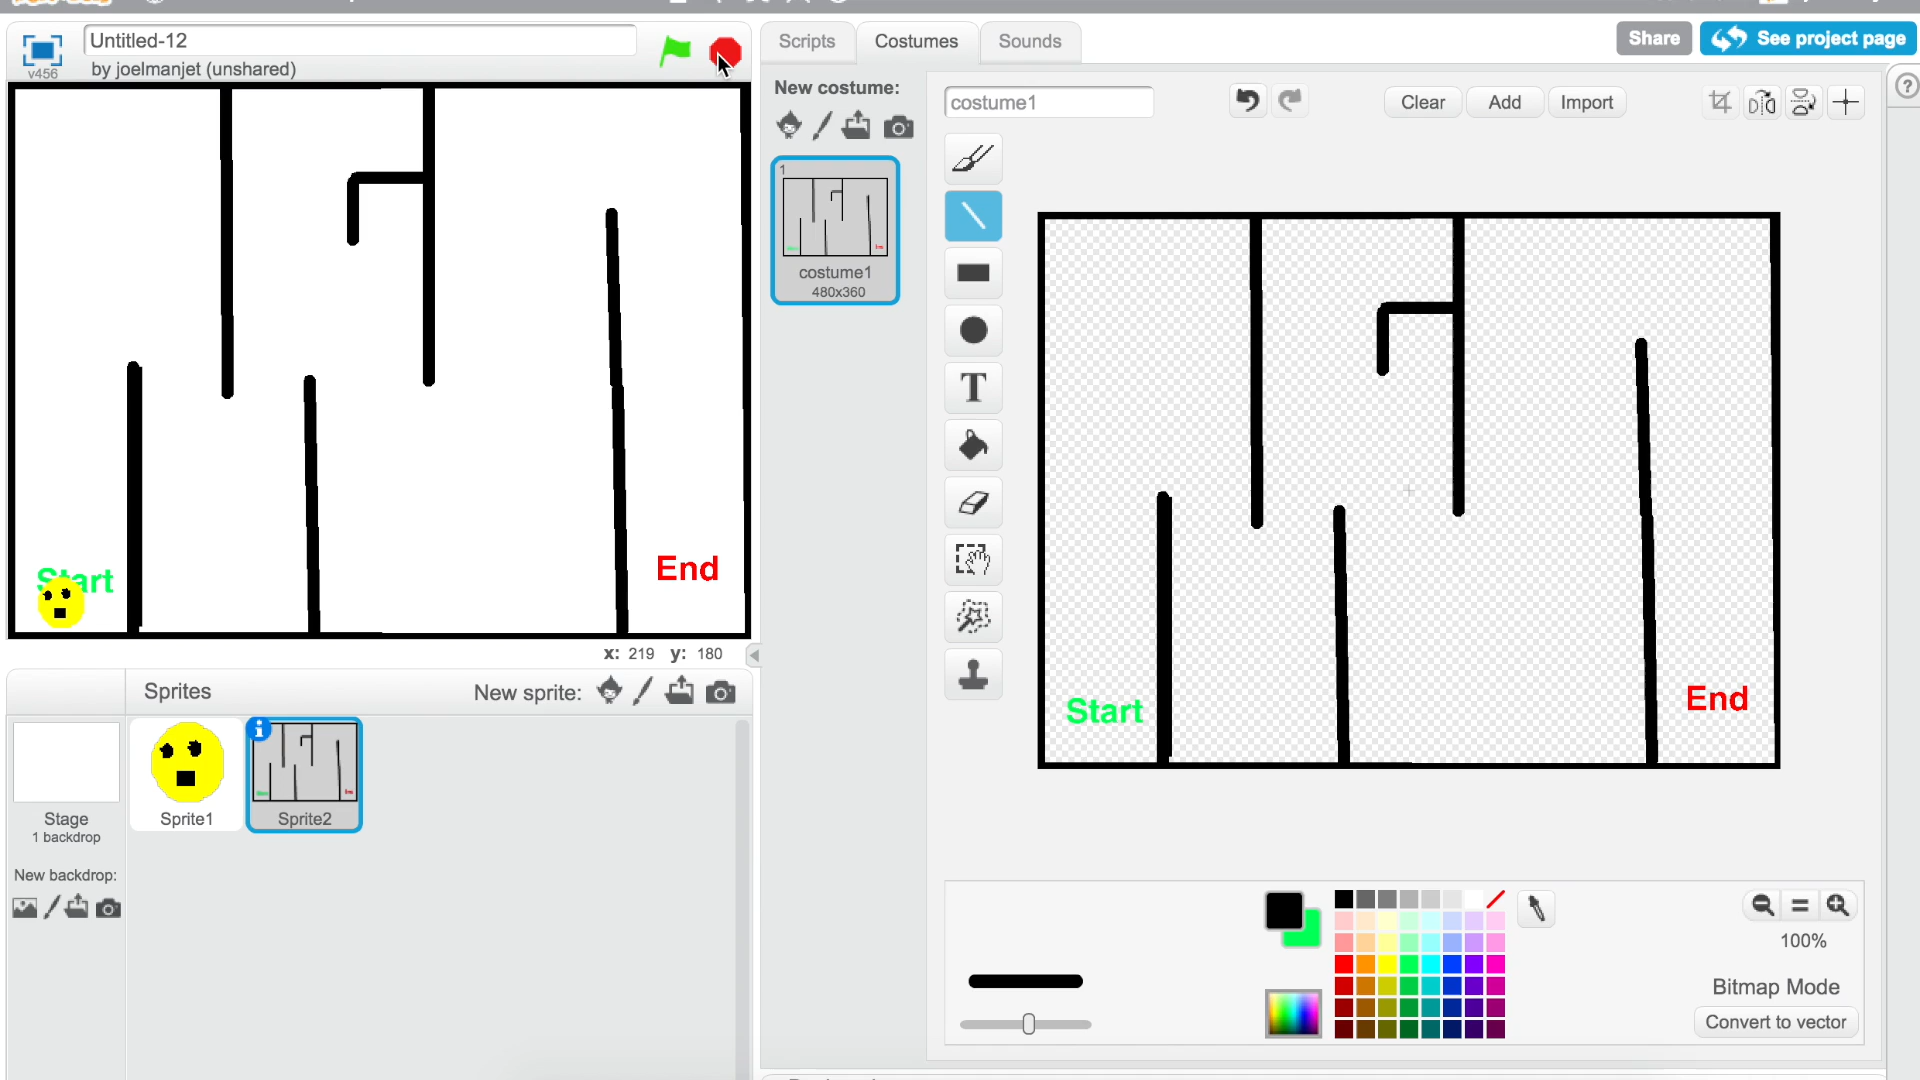 Untitled-12
by joelmanjet (unshared)
v456
Scripts
Costumes
Sounds
Share
See project page
?
New costume:
costume1
Clear
Add
Import
1
costume1
480x360
T
Start
End
Start
End
x: 219 y: 180
Sprites
New sprite:
Stage
1 backdrop
New backdrop:
Sprite1
i
Sprite2
100%
Bitmap Mode
Convert to vector